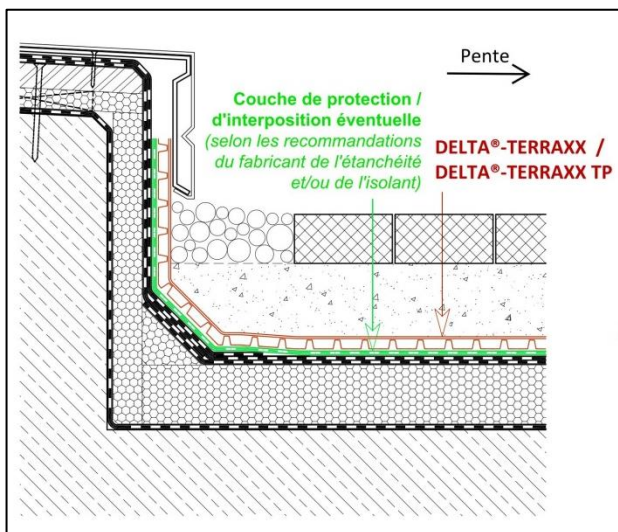 Pente
Couche de protection /
d'interposition éventuelle
(selon les recommandations
du fabricant de l'étanchéité
et/ou de l'isolant)
DELTA®-TERRAXX /
DELTA®-TERRAXX TP